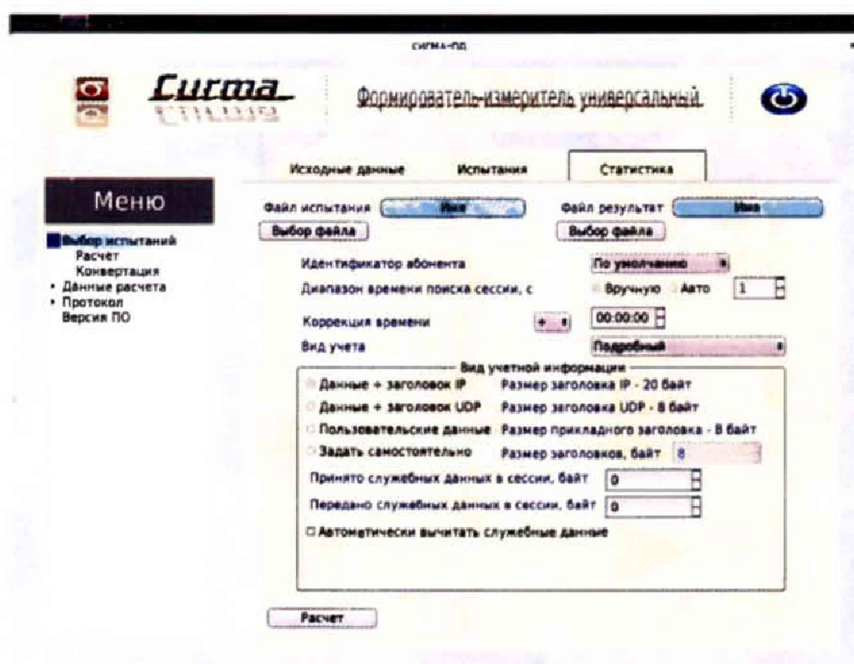 СИГМА-ПД
Сигма
Формирователь-измеритель универсальный
Исходные данные Испытания Статистика
Меню
Выбор испытаний
Расчет
Конвертация
Данные расчета
Протокол
Версия ПО
Файл испытания Имя Файл результат Имя
Выбор файла Выбор файла
Идентификатор абонента По умолчанию
Диапазон времени поиска сессии, с Вручную Авто 1
Коррекция времени + 00:00:00
Вид учета Подробный
Вид учетной информации
Данные + заголовок IP Размер заголовка IP - 20 байт
Данные + заголовок UDP Размер заголовка UDP - 8 байт
Пользовательские данные Размер прикладного заголовка - 8 байт
Задать самостоятельно Размер заголовков, байт 8
Принято служебных данных в сессии, байт 0
Передано служебных данных в сессии, байт 0
Автоматически вычитать служебные данные
Расчет